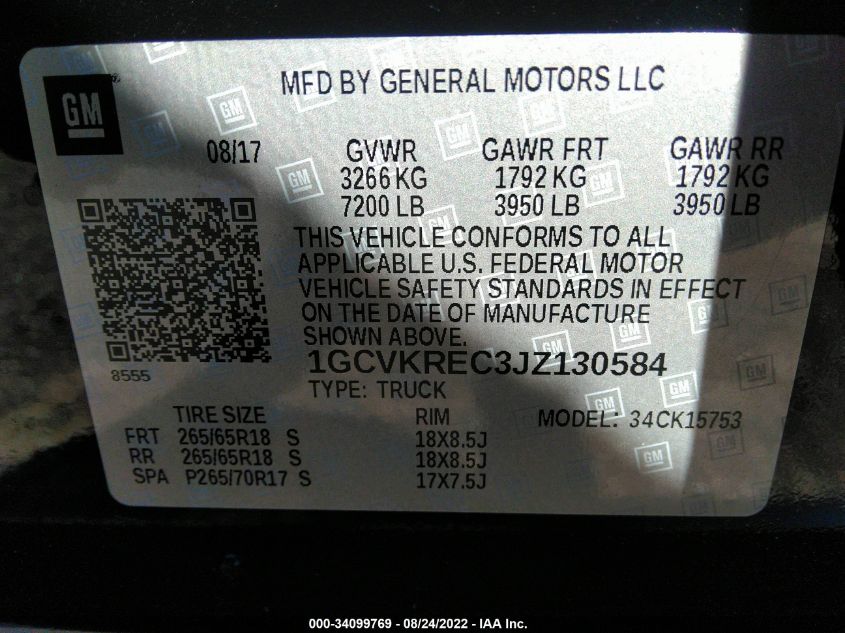 GM
MFD BY GENERAL MOTORS LLC
08/17 GVWR GAWR FRT GAWR RR
3266 KG 1792 KG 1792 KG
7200 LB 3950 LB 3950 LB
THIS VEHICLE CONFORMS TO ALL
APPLICABLE U.S. FEDERAL MOTOR
VEHICLE SAFETY STANDARDS IN EFFECT
ON THE DATE OF MANUFACTURE
SHOWN ABOVE.
8555
1GCVKREC3JZ130584
TYPE: TRUCK
TIRE SIZE RIM MODEL: 34CK15753
FRT 265/65R18 S 18X8.5J
RR 265/65R18 S 18X8.5J
SPA P265/70R17 S 17X7.5J
000-34099769 - 08/24/2022 - IAA Inc.